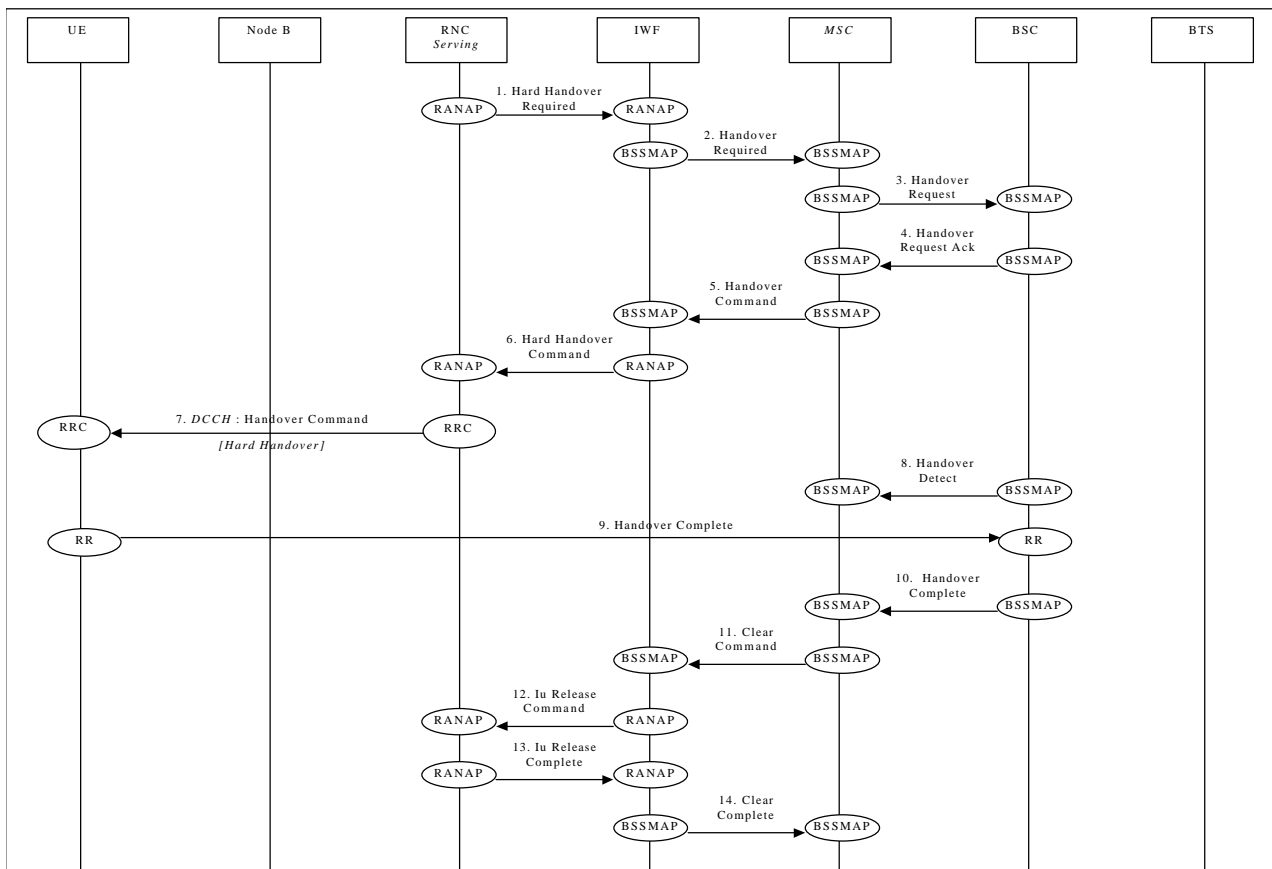 UE
Node B
RNC
Serving
IWF
MSC
BSC
BTS
1. Hard Handover
Required
RANAP
RANAP
2. Handover
Required
BSSMAP
BSSMAP
3. Handover
Request
BSSMAP
BSSMAP
4. Handover
Request Ack
BSSMAP
BSSMAP
5. Handover
Command
BSSMAP
BSSMAP
6. Hard Handover
Command
RANAP
RANAP
7. DCCH : Handover Command
RRC
RRC
[Hard Handover]
8. Handover
Detect
BSSMAP
BSSMAP
9. Handover Complete
RR
RR
10. Handover
Complete
BSSMAP
BSSMAP
11. Clear
Command
BSSMAP
BSSMAP
12. Iu Release
Command
RANAP
RANAP
13. Iu Release
Complete
RANAP
RANAP
14. Clear
Complete
BSSMAP
BSSMAP